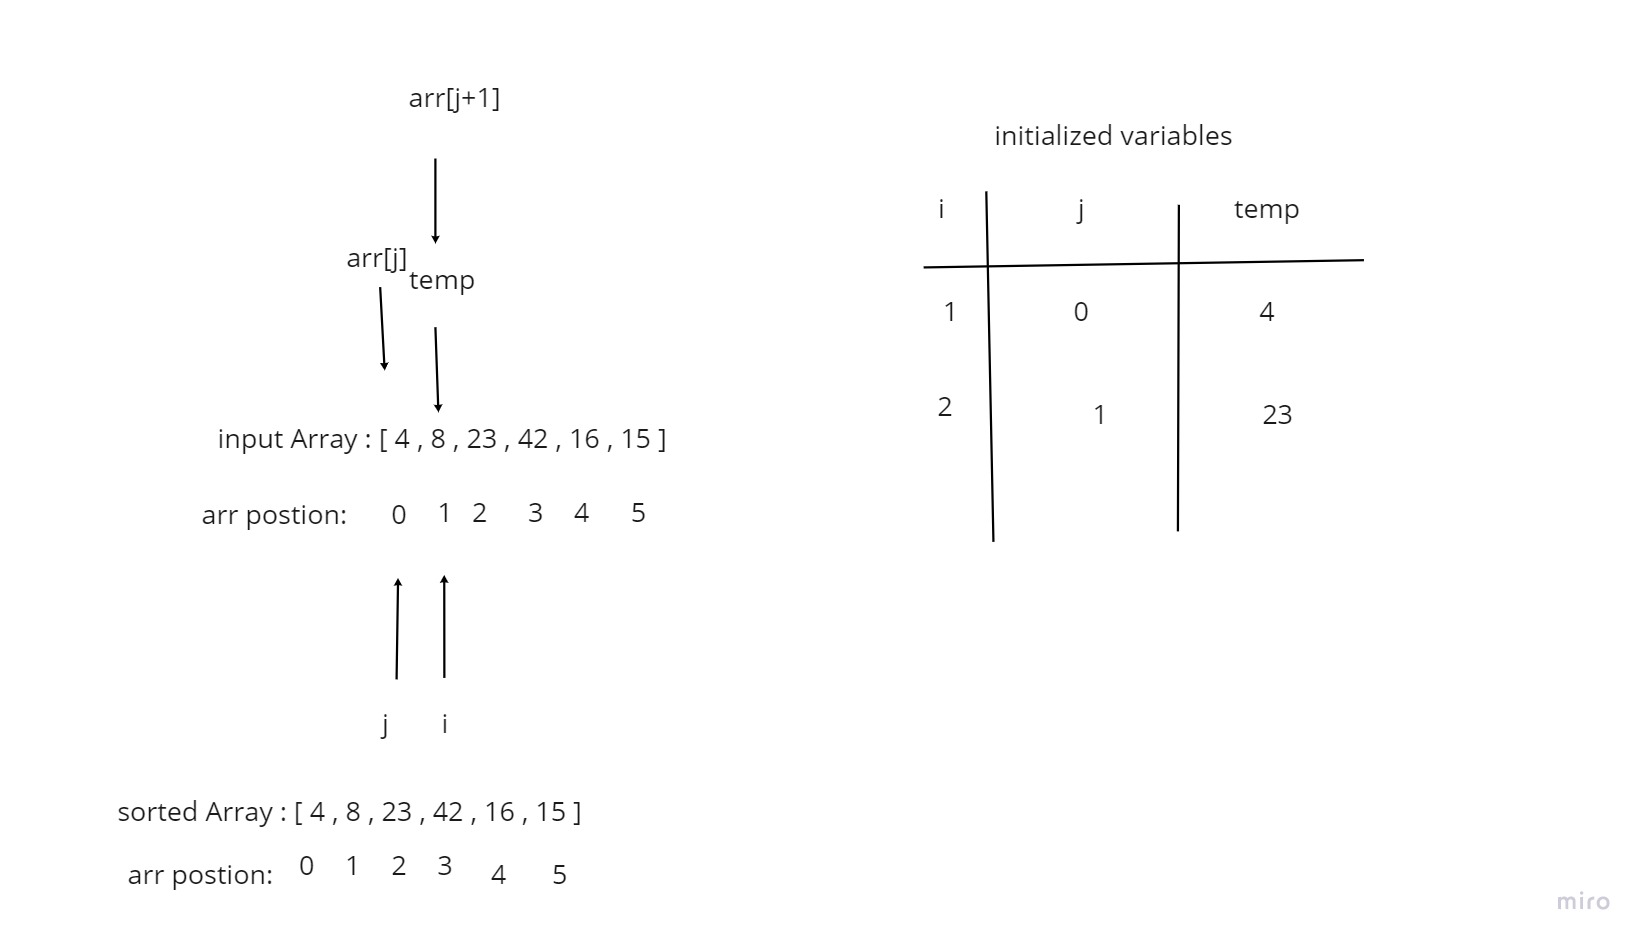 arr[j+1]
arr[j]
temp
input Array : [ 4 , 8 , 23 , 42 , 16 , 15 ]
arr postion: 0 1 2 3 4 5
j i
sorted Array : [ 4 , 8 , 23 , 42 , 16 , 15 ]
arr postion: 0 1 2 3 4 5
initialized variables
i j temp
1 0 4
2 1 23
miro